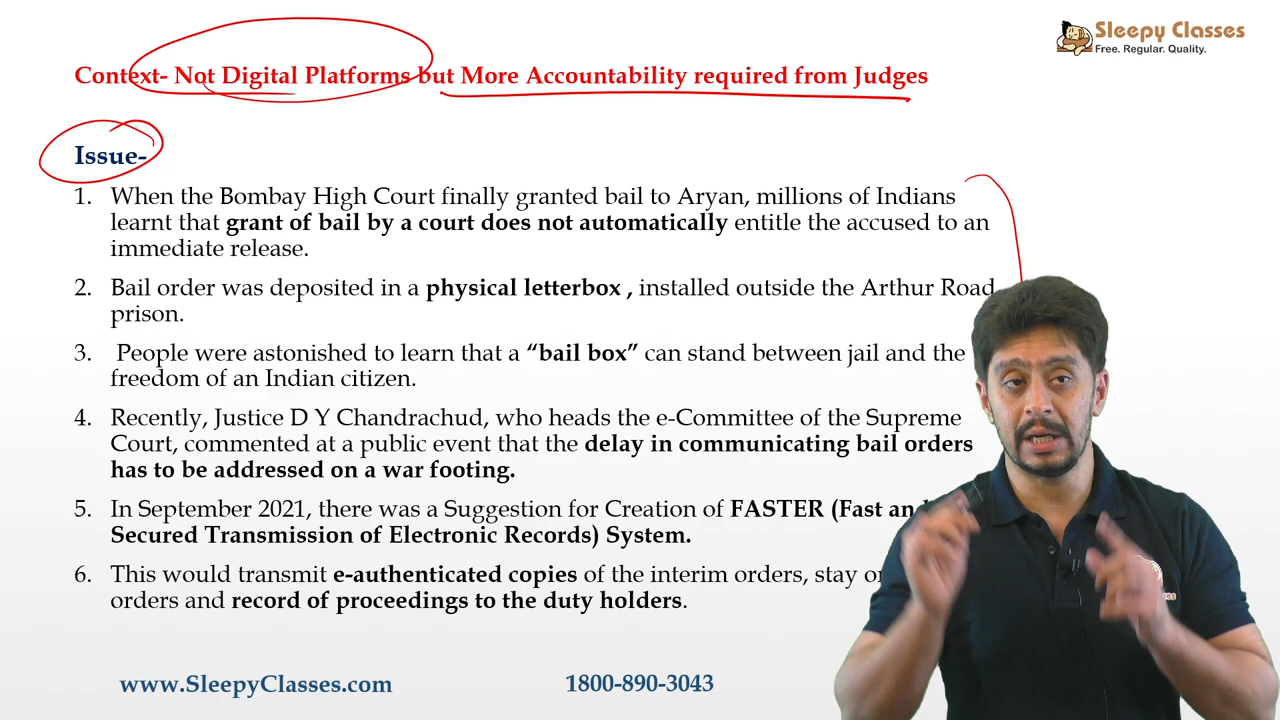 Sleepy Classes
Free. Regular. Quality.
Context- Not Digital Platforms but More Accountability required from Judges
Issue-
1. When the Bombay High Court finally granted bail to Aryan, millions of Indians
learnt that grant of bail by a court does not automatically entitle the accused to an
immediate release.
2. Bail order was deposited in a physical letterbox , installed outside the Arthur Road
prison.
3. People were astonished to learn that a “bail box” can stand between jail and the
freedom of an Indian citizen.
4. Recently, Justice D Y Chandrachud, who heads the e-Committee of the Supreme
Court, commented at a public event that the delay in communicating bail orders
has to be addressed on a war footing.
5. In September 2021, there was a Suggestion for Creation of FASTER (Fast
Secured Transmission of Electronic Records) System.
6. This would transmit e-authenticated copies of the interim orders, stay
orders and record of proceedings to the duty holders.
www.SleepyClasses.com
1800-890-3043